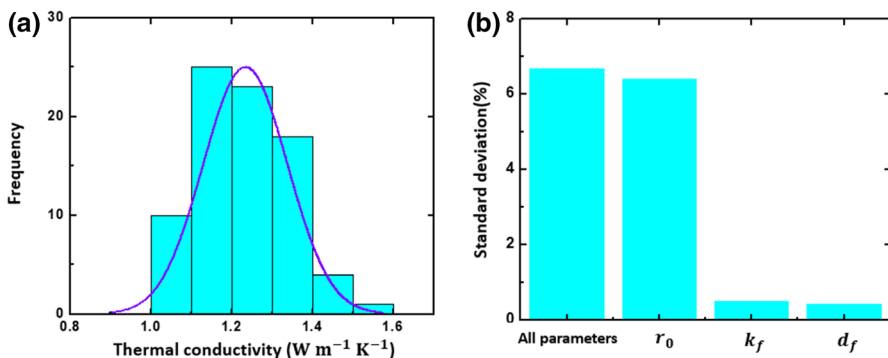 (a)
30
20
10
0
Frequency
0.8 1.0 1.2 1.4 1.6
Thermal conductivity (W m⁻¹ K⁻¹)
(b)
8
6
4
2
0
Standard deviation(%)
All parameters r₀ k_f d_f